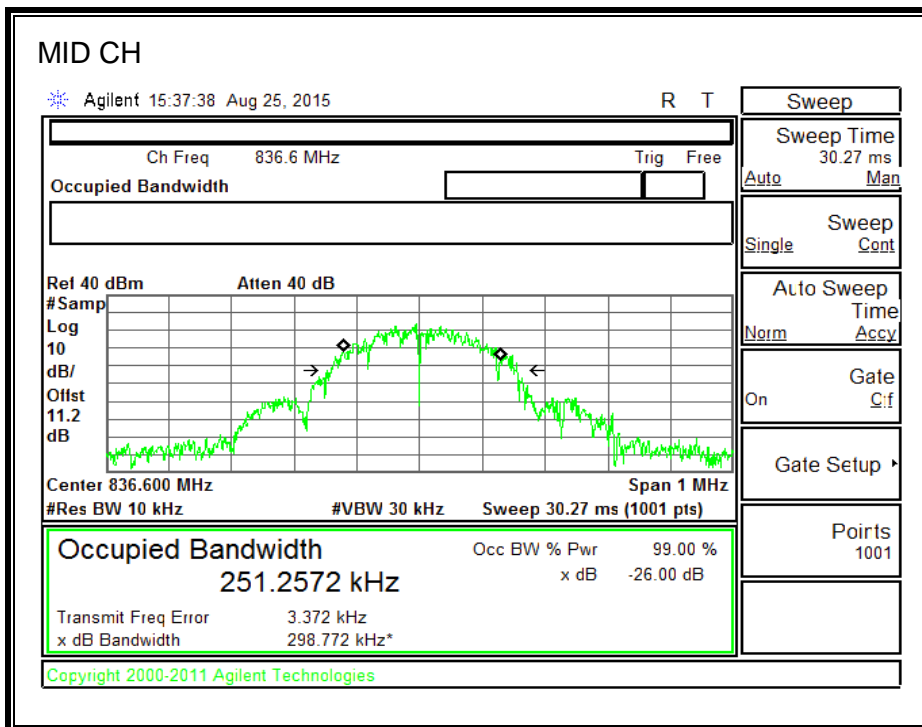 MID CH
Agilent 15:37:38 Aug 25, 2015 R T
Ch Freq 836.6 MHz Trig Free
Occupied Bandwidth
Ref 40 dBm Atten 40 dB
#Samp
Log
10
dB/
Offst
11.2
dB
Center 836.600 MHz Span 1 MHz
#Res BW 10 kHz #VBW 30 kHz Sweep 30.27 ms (1001 pts)
Occupied Bandwidth Occ BW % Pwr 99.00 %
251.2572 kHz x dB -26.00 dB
Transmit Freq Error 3.372 kHz
x dB Bandwidth 298.772 kHz*
Copyright 2000-2011 Agilent Technologies
Sweep
Sweep Time
30.27 ms
Auto Man
Sweep
Single Cont
Auto Sweep
Time
Norm Accy
Gate
On Off
Gate Setup
Points
1001